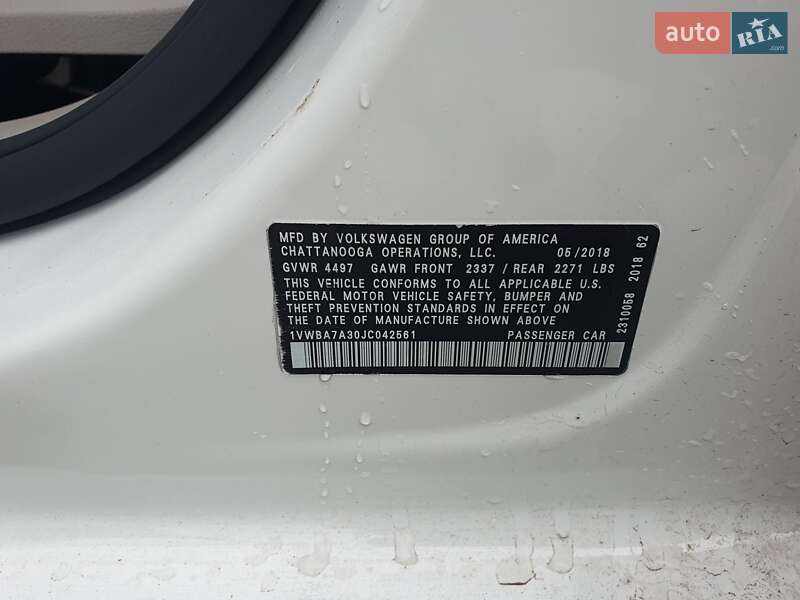 auto RIA
.com
MFD BY VOLKSWAGEN GROUP OF AMERICA
CHATTANOOGA OPERATIONS, LLC. 05/2018
GVWR 4497 GAWR FRONT 2337 / REAR 2271 LBS
THIS VEHICLE CONFORMS TO ALL APPLICABLE U.S.
FEDERAL MOTOR VEHICLE SAFETY, BUMPER AND
THEFT PREVENTION STANDARDS IN EFFECT ON
THE DATE OF MANUFACTURE SHOWN ABOVE
1VWBA7A30JC042561 PASSENGER CAR
2310058 2018 62